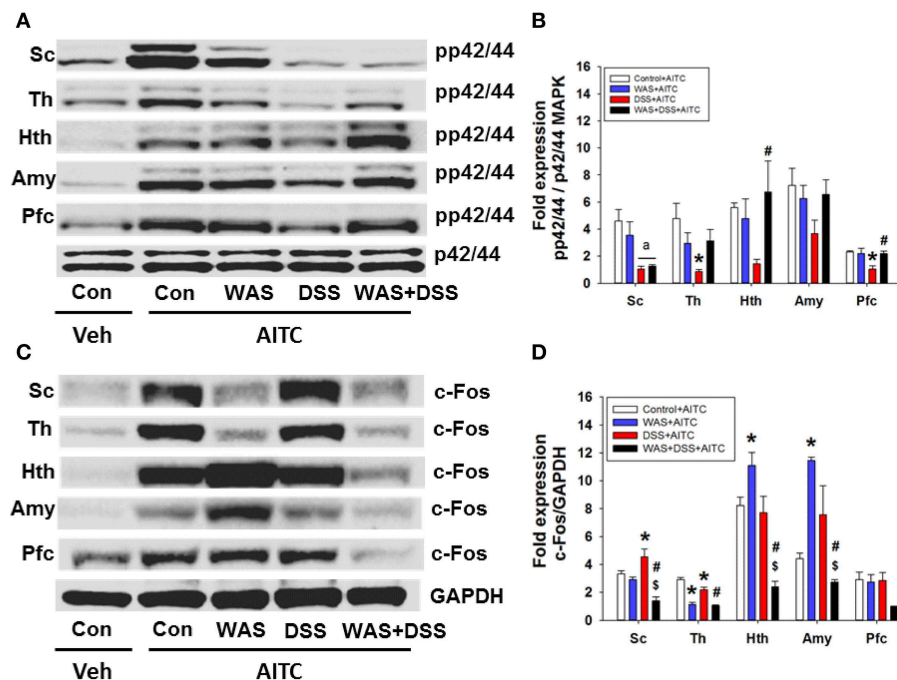 A
Sc pp42/44
Th pp42/44
Hth pp42/44
Amy pp42/44
Pfc pp42/44
p42/44
Con Con WAS DSS WAS+DSS
Veh AITC
B
Fold expression
pp42/44 / p42/44 MAPK
16
14
12
10
8
6
4
2
0
Control+AITC
WAS+AITC
DSS+AITC
WAS+DSS+AITC
a
*
#
*
#
Sc Th Hth Amy Pfc
C
Sc c-Fos
Th c-Fos
Hth c-Fos
Amy c-Fos
Pfc c-Fos
GAPDH
Con Con WAS DSS WAS+DSS
Veh AITC
D
Fold expression
c-Fos/GAPDH
16
14
12
10
8
6
4
2
0
Control+AITC
WAS+AITC
DSS+AITC
WAS+DSS+AITC
*
#
$
*
*
#
*
#
$
*
#
$
Sc Th Hth Amy Pfc